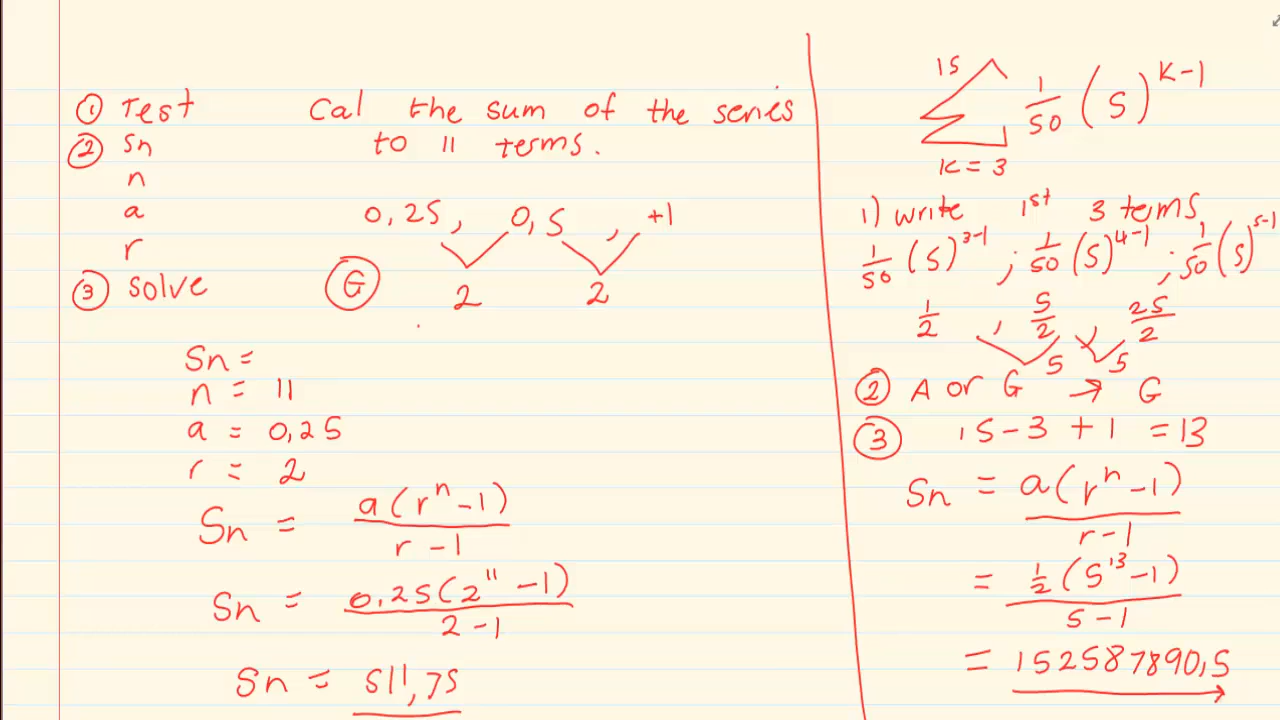 ① Test Cal the sum of the series
② Sn to 11 terms.
n
a 0,25, 0,5, +1
r
③ solve G 2 2
Sn =
n = 11
a = 0,25
r = 2
Sn = a(r^n - 1) / r - 1
Sn = 0,25(2^11 - 1) / 2 - 1
Sn = 511,75
15
Σ 1/50 (5)^k-1
k = 3
1) write 1st 3 terms
1/50 (5)^3-1 ; 1/50 (5)^4-1 ; 1/50 (5)^5-1
1/2 , 5/2 , 25/2
5 5
② A or G → G
③ 15 - 3 + 1 = 13
Sn = a(r^n - 1) / r - 1
= 1/2 (5^13 - 1) / 5 - 1
= 152587890,5